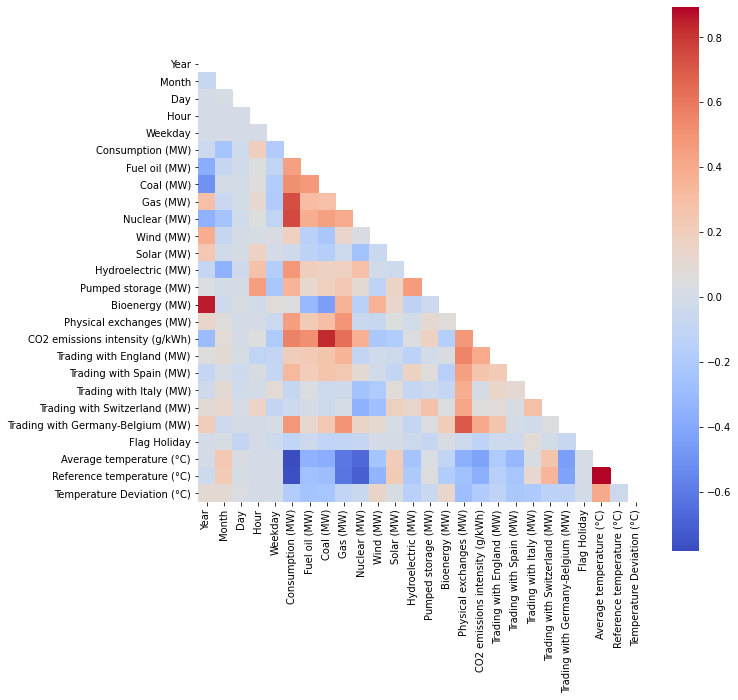 Year
Month
Day
Hour
Weekday
Consumption (MW)
Fuel oil (MW)
Coal (MW)
Gas (MW)
Nuclear (MW)
Wind (MW)
Solar (MW)
Hydroelectric (MW)
Pumped storage (MW)
Bioenergy (MW)
Physical exchanges (MW)
CO2 emissions intensity (g/kWh)
Trading with England (MW)
Trading with Spain (MW)
Trading with Italy (MW)
Trading with Switzerland (MW)
Trading with Germany-Belgium (MW)
Flag Holiday
Average temperature (°C)
Reference temperature (°C)
Temperature Deviation (°C)
Year
Month
Day
Hour
Weekday
Consumption (MW)
Fuel oil (MW)
Coal (MW)
Gas (MW)
Nuclear (MW)
Wind (MW)
Solar (MW)
Hydroelectric (MW)
Pumped storage (MW)
Bioenergy (MW)
Physical exchanges (MW)
CO2 emissions intensity (g/kWh)
Trading with England (MW)
Trading with Spain (MW)
Trading with Italy (MW)
Trading with Switzerland (MW)
Trading with Germany-Belgium (MW)
Flag Holiday
Average temperature (°C)
Reference temperature (°C)
Temperature Deviation (°C)
0.8
0.6
0.4
0.2
0.0
−0.2
−0.4
−0.6